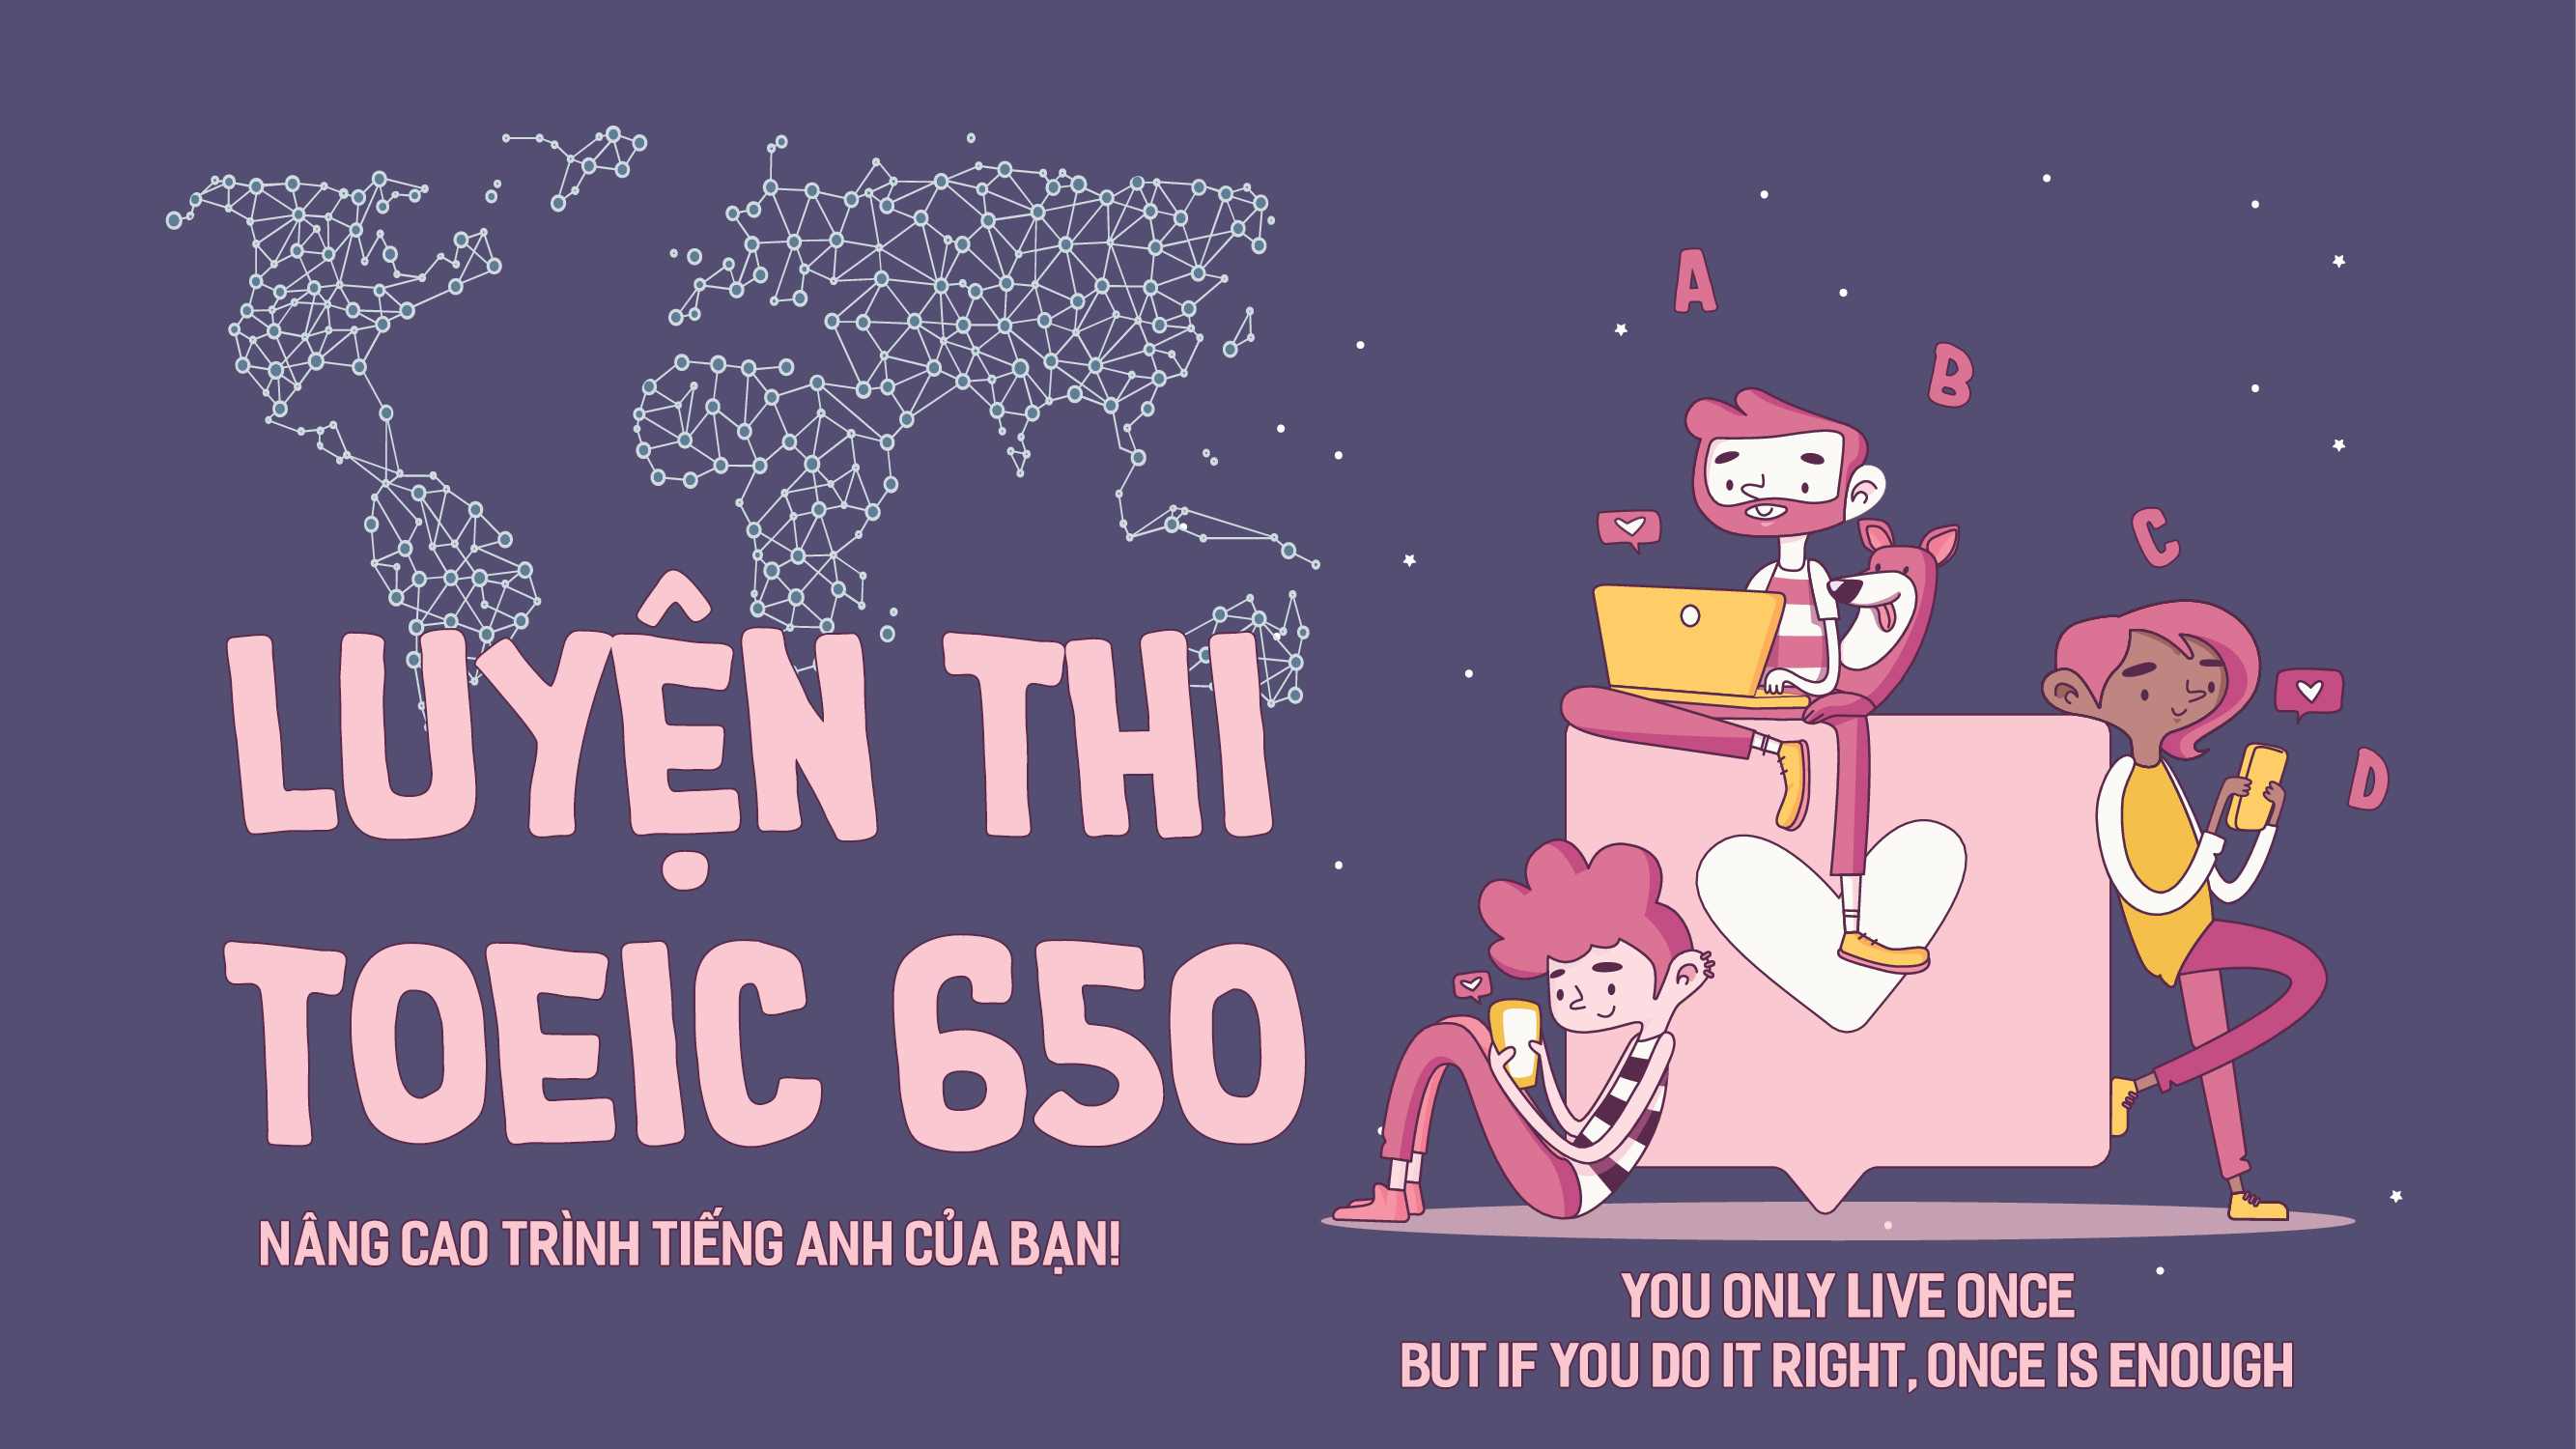 LUYỆN THI
TOEIC 650
NÂNG CAO TRÌNH TIẾNG ANH CỦA BẠN!
A
B
C
D
YOU ONLY LIVE ONCE
BUT IF YOU DO IT RIGHT, ONCE IS ENOUGH